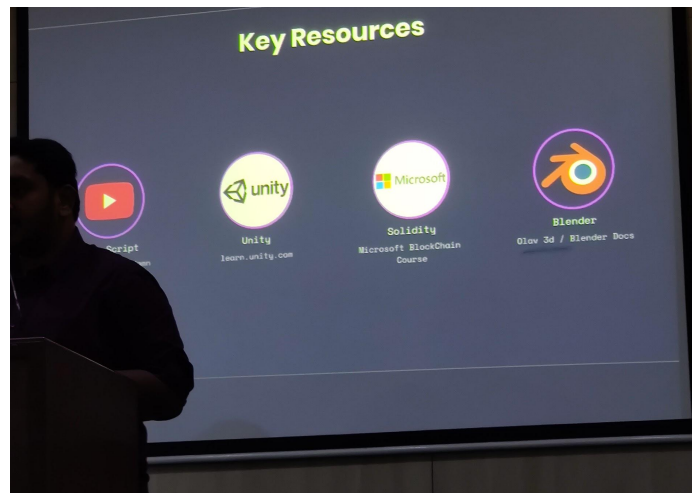 Key Resources
unity
Microsoft
Script
Unity
learn.unity.com
Solidity
Microsoft BlockChain
Course
Blender
Olav 3d / Blender Docs